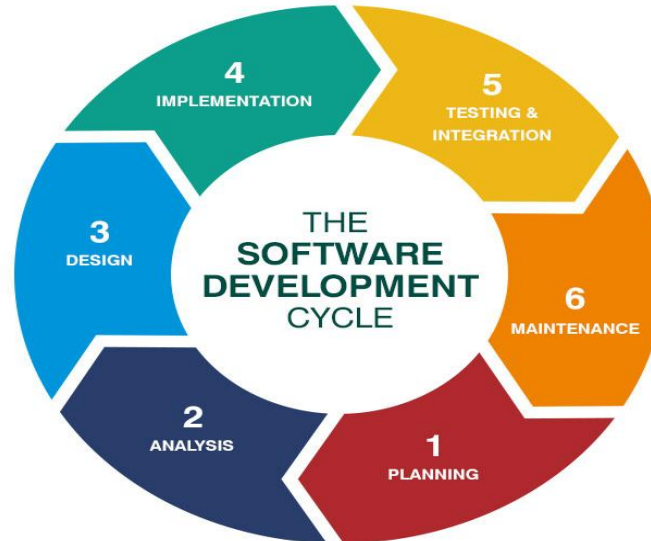 THE
SOFTWARE
DEVELOPMENT
CYCLE
1
PLANNING
2
ANALYSIS
3
DESIGN
4
IMPLEMENTATION
5
TESTING &
INTEGRATION
6
MAINTENANCE